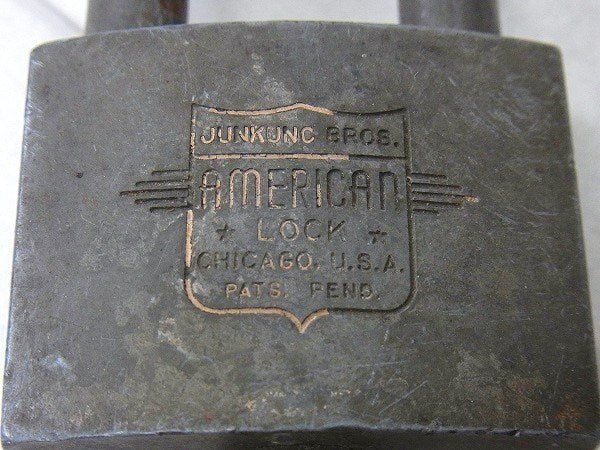 JUNKUNC BROS.
AMERICAN
LOCK
CHICAGO, U.S.A.
PATS. PEND.